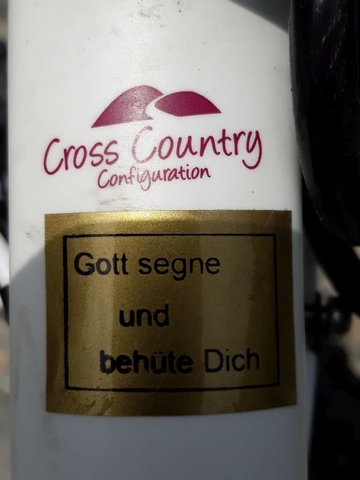 Cross Country
Configuration
Gott segne
und
behüte Dich